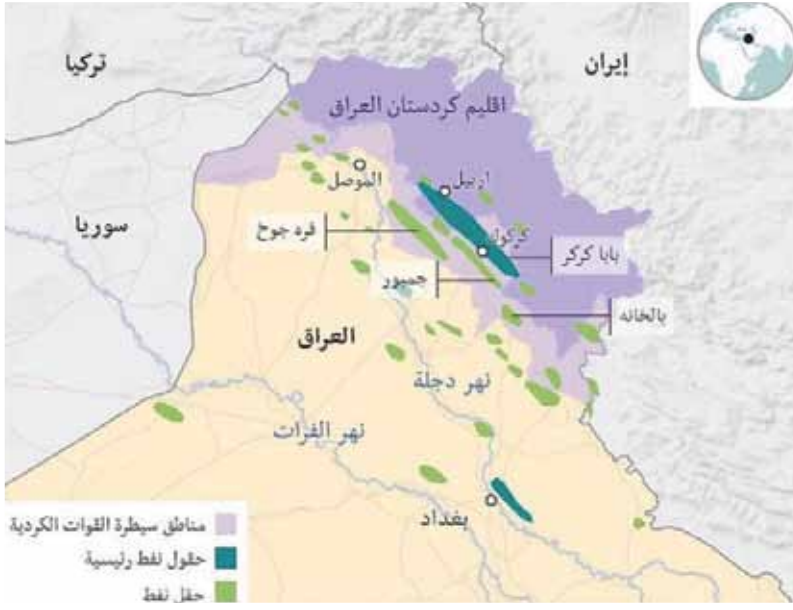 تركيا
إيران
اقليم كردستان العراق
الموصل
اربيل
سوريا
قره جوخ
كركوك
بابا كركر
جمبور
بالخانه
العراق
نهر دجلة
نهر الفرات
بغداد
مناطق سيطرة القوات الكردية
حقول نفط رئيسية
حقل نفط